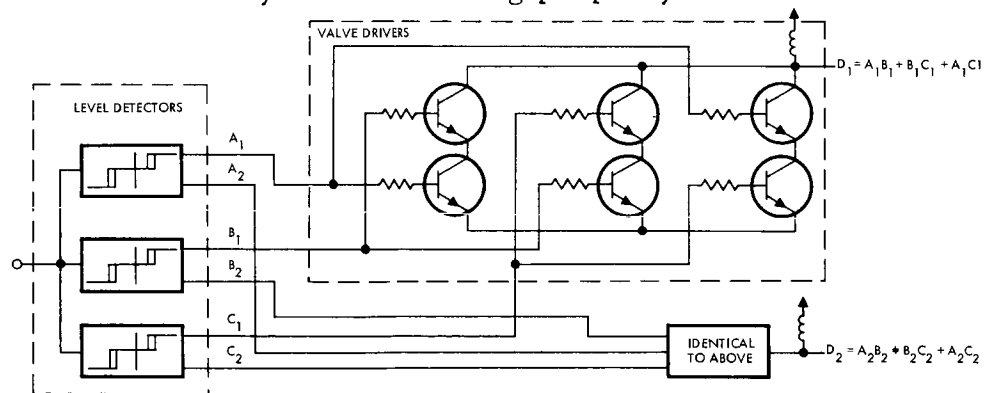 VALVE DRIVERS
D₁ = A₁B₁ + B₁C₁ + A₁C1
LEVEL DETECTORS
A₁
A₂
B₁
B₂
C₁
C₂
IDENTICAL
TO ABOVE
D₂ = A₂B₂ + B₂C₂ + A₂C₂